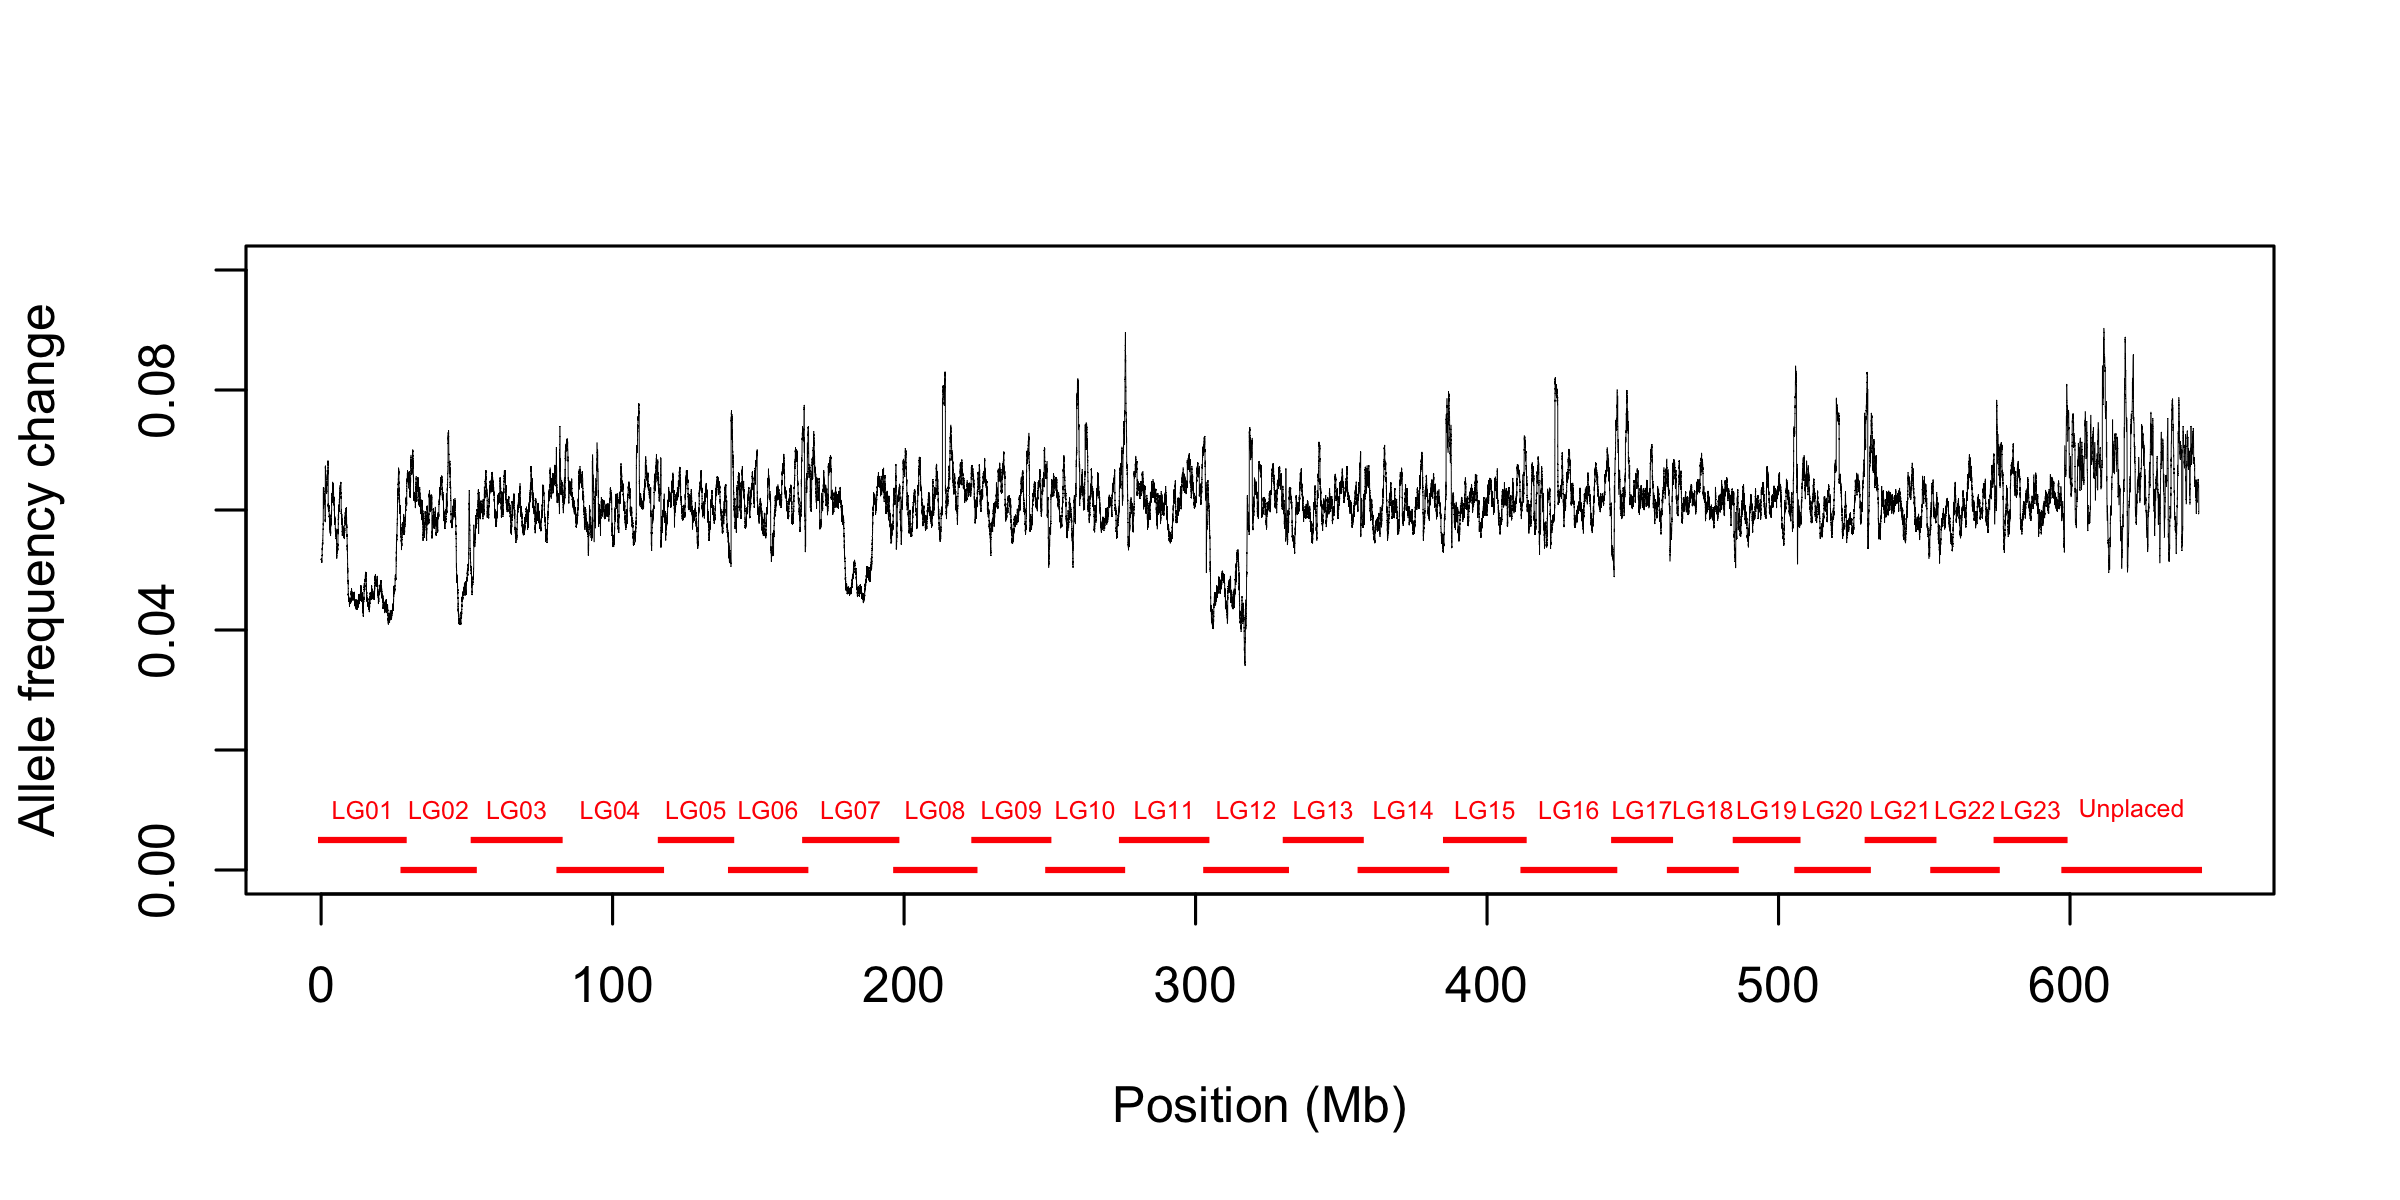 Allele frequency change
0.08
0.04
0.00
LG01 LG02 LG03 LG04 LG05 LG06 LG07 LG08 LG09 LG10 LG11 LG12 LG13 LG14 LG15 LG16 LG17 LG18 LG19 LG20 LG21 LG22 LG23 Unplaced
0 100 200 300 400 500 600
Position (Mb)